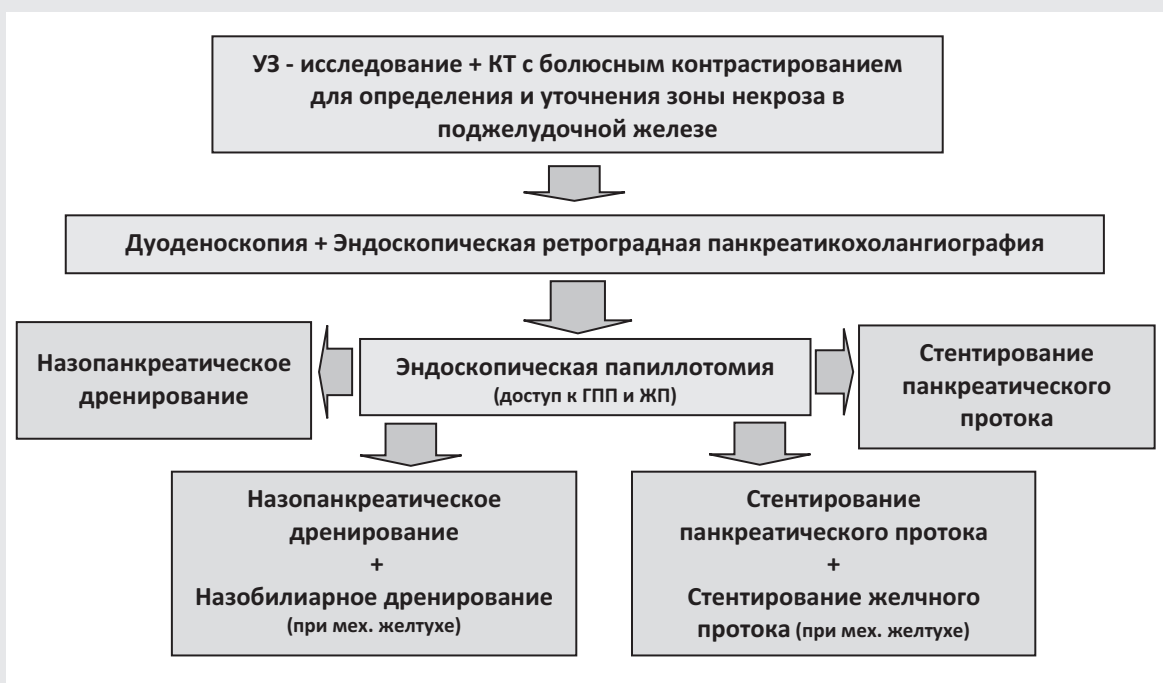 УЗ - исследование + КТ с болюсным контрастированием
для определения и уточнения зоны некроза в
поджелудочной железе
Дуоденоскопия + Эндоскопическая ретроградная панкреатикохолангиография
Назопанкреатическое
дренирование
Эндоскопическая папиллотомия
(доступ к ГПП и ЖП)
Стентирование
панкреатического
протока
Назопанкреатическое
дренирование
+
Назобилиарное дренирование
(при мех. желтухе)
Стентирование
панкреатического протока
+
Стентирование желчного
протока (при мех. желтухе)